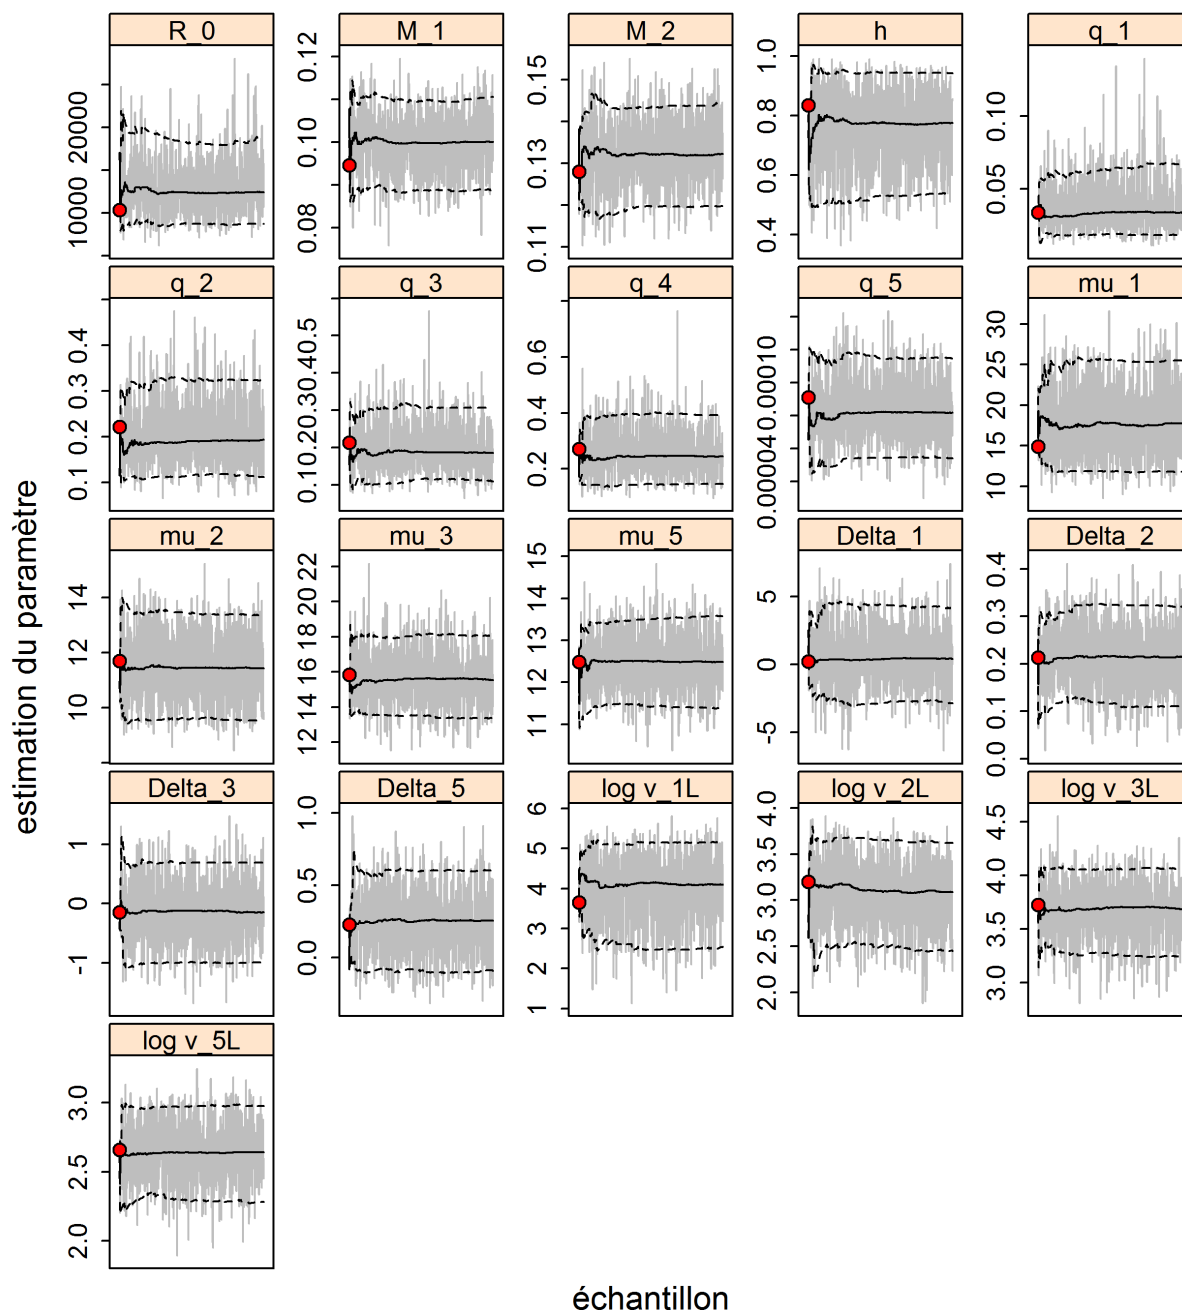 R_0 M_1 M_2 h q_1
10000 20000
0.08 0.10 0.12
0.11 0.13 0.15
0.4 0.6 0.8 1.0
0.05 0.10
q_2 q_3 q_4 q_5 mu_1
0.1 0.2 0.3 0.4
0.10 0.20 0.30 0.5
0.2 0.4 0.6
0.00004 0.00010
10 15 20 25 30
mu_2 mu_3 mu_5 Delta_1 Delta_2
10 12 14
12 14 16 18 20 22
11 12 13 14 15
-5 0 5
0.0 0.1 0.2 0.3 0.4
Delta_3 Delta_5 log v_1L log v_2L log v_3L
-1 0 1
0.0 0.5 1.0
1 2 3 4 5 6
2.0 2.5 3.0 3.5 4.0
3.0 3.5 4.0 4.5
log v_5L
2.0 2.5 3.0
estimation du paramètre
échantillon